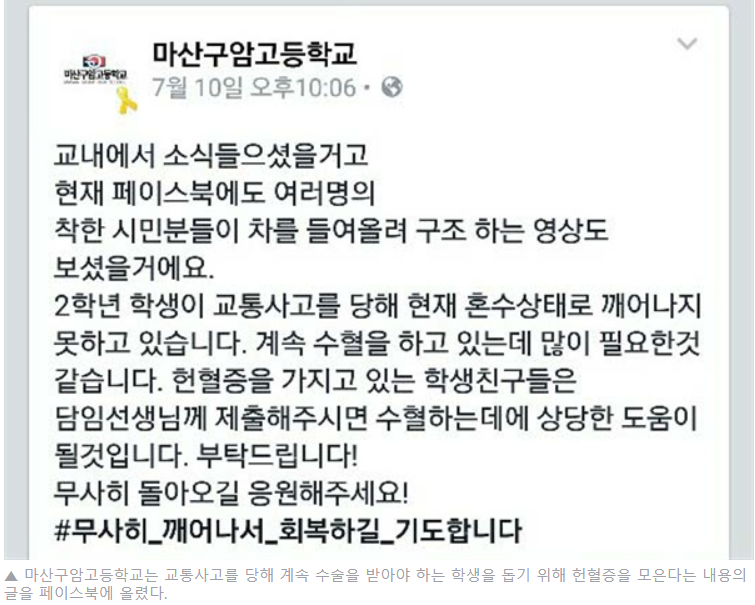 마산구암고등학교
마산구암고등학교
7월 10일 오후10:06 ·
교내에서 소식들으셨을거고
현재 페이스북에도 여러명의
착한 시민분들이 차를 들여올려 구조 하는 영상도
보셨을거에요.
2학년 학생이 교통사고를 당해 현재 혼수상태로 깨어나지
못하고 있습니다. 계속 수혈을 하고 있는데 많이 필요한것
같습니다. 헌혈증을 가지고 있는 학생친구들은
담임선생님께 제출해주시면 수혈하는데에 상당한 도움이
될것입니다. 부탁드립니다!
무사히 돌아오길 응원해주세요!
#무사히_깨어나서_회복하길_기도합니다
▲ 마산구암고등학교는 교통사고를 당해 계속 수술을 받아야 하는 학생을 돕기 위해 헌혈증을 모은다는 내용의
글을 페이스북에 올렸다.